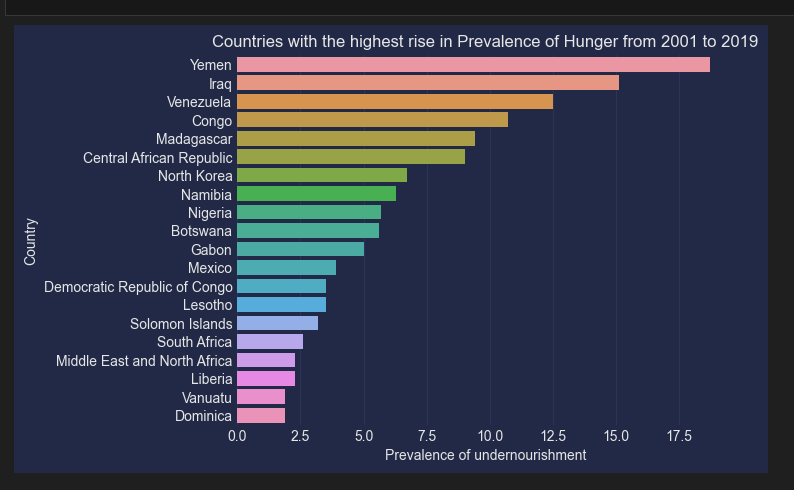 Countries with the highest rise in Prevalence of Hunger from 2001 to 2019
Yemen
Iraq
Venezuela
Congo
Madagascar
Central African Republic
North Korea
Namibia
Nigeria
Botswana
Gabon
Mexico
Democratic Republic of Congo
Lesotho
Solomon Islands
South Africa
Middle East and North Africa
Liberia
Vanuatu
Dominica
Country
0.0 2.5 5.0 7.5 10.0 12.5 15.0 17.5
Prevalence of undernourishment